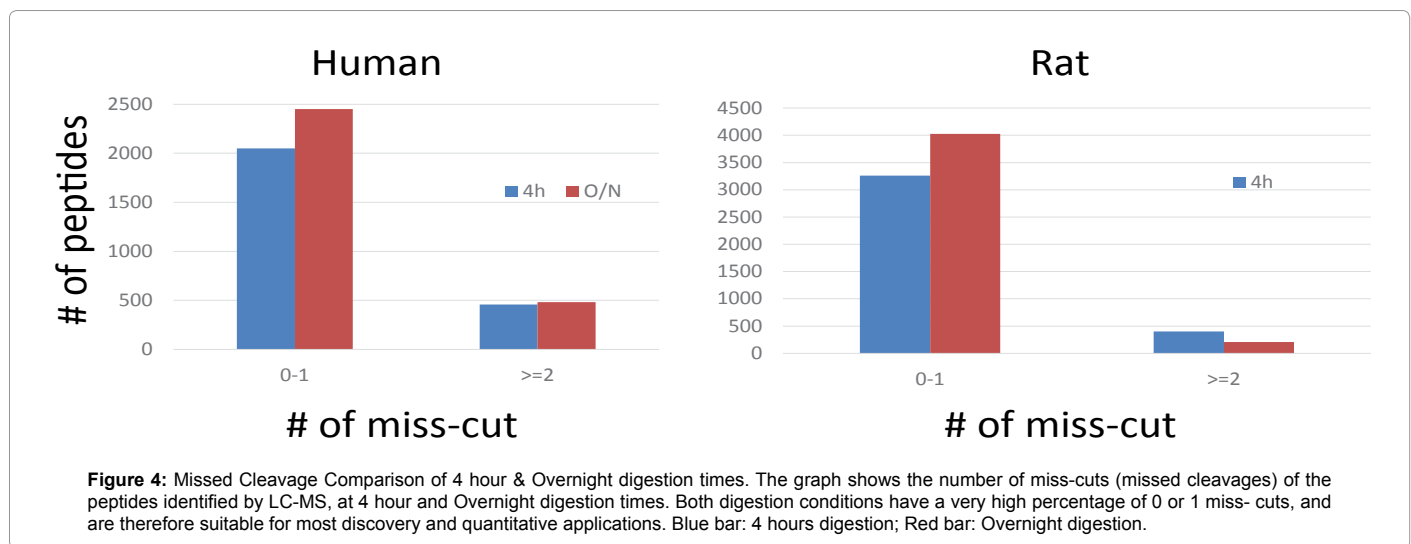 Human
2500
2000
1500
1000
500
0
# of peptides
4h O/N
0-1 >=2
# of miss-cut
Rat
4500
4000
3500
3000
2500
2000
1500
1000
500
0
4h
0-1 >=2
# of miss-cut
Figure 4: Missed Cleavage Comparison of 4 hour & Overnight digestion times. The graph shows the number of miss-cuts (missed cleavages) of the
peptides identified by LC-MS, at 4 hour and Overnight digestion times. Both digestion conditions have a very high percentage of 0 or 1 miss- cuts, and
are therefore suitable for most discovery and quantitative applications. Blue bar: 4 hours digestion; Red bar: Overnight digestion.